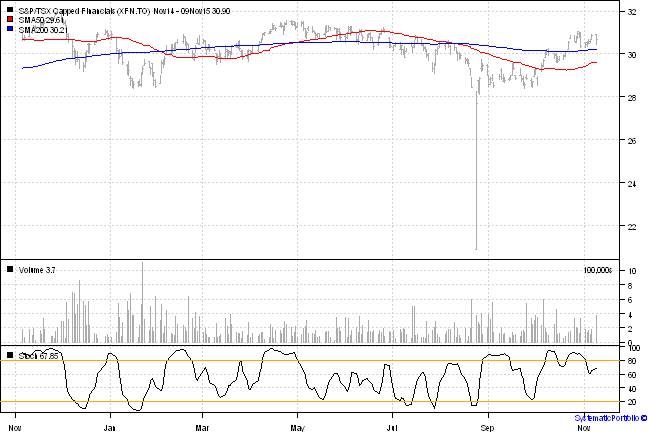 S&P/TSX Capped Financials (XFN.TO) Nov14 - 09Nov15 30.90
SMA50 29.61
SMA200 30.21
32
30
28
26
24
22
Volume 3.7
100,000s
10
8
6
4
2
0
Stoch 67.85
100
80
60
40
20
Nov Jan Mar May Jul Sep Nov
SystematicPortfolio ©